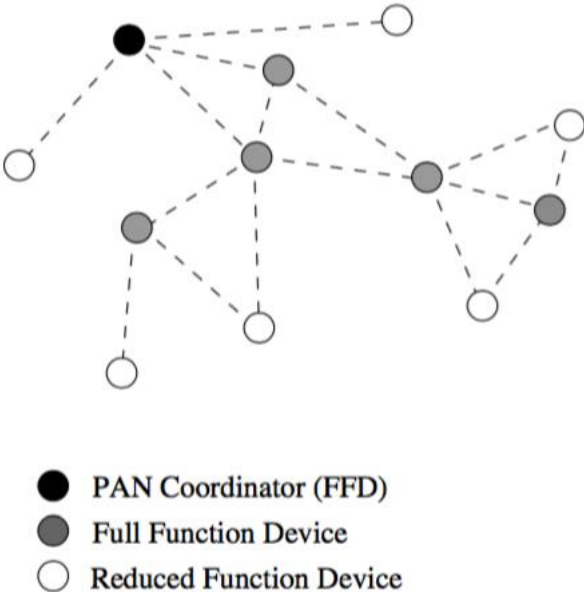 PAN Coordinator (FFD)
Full Function Device
Reduced Function Device